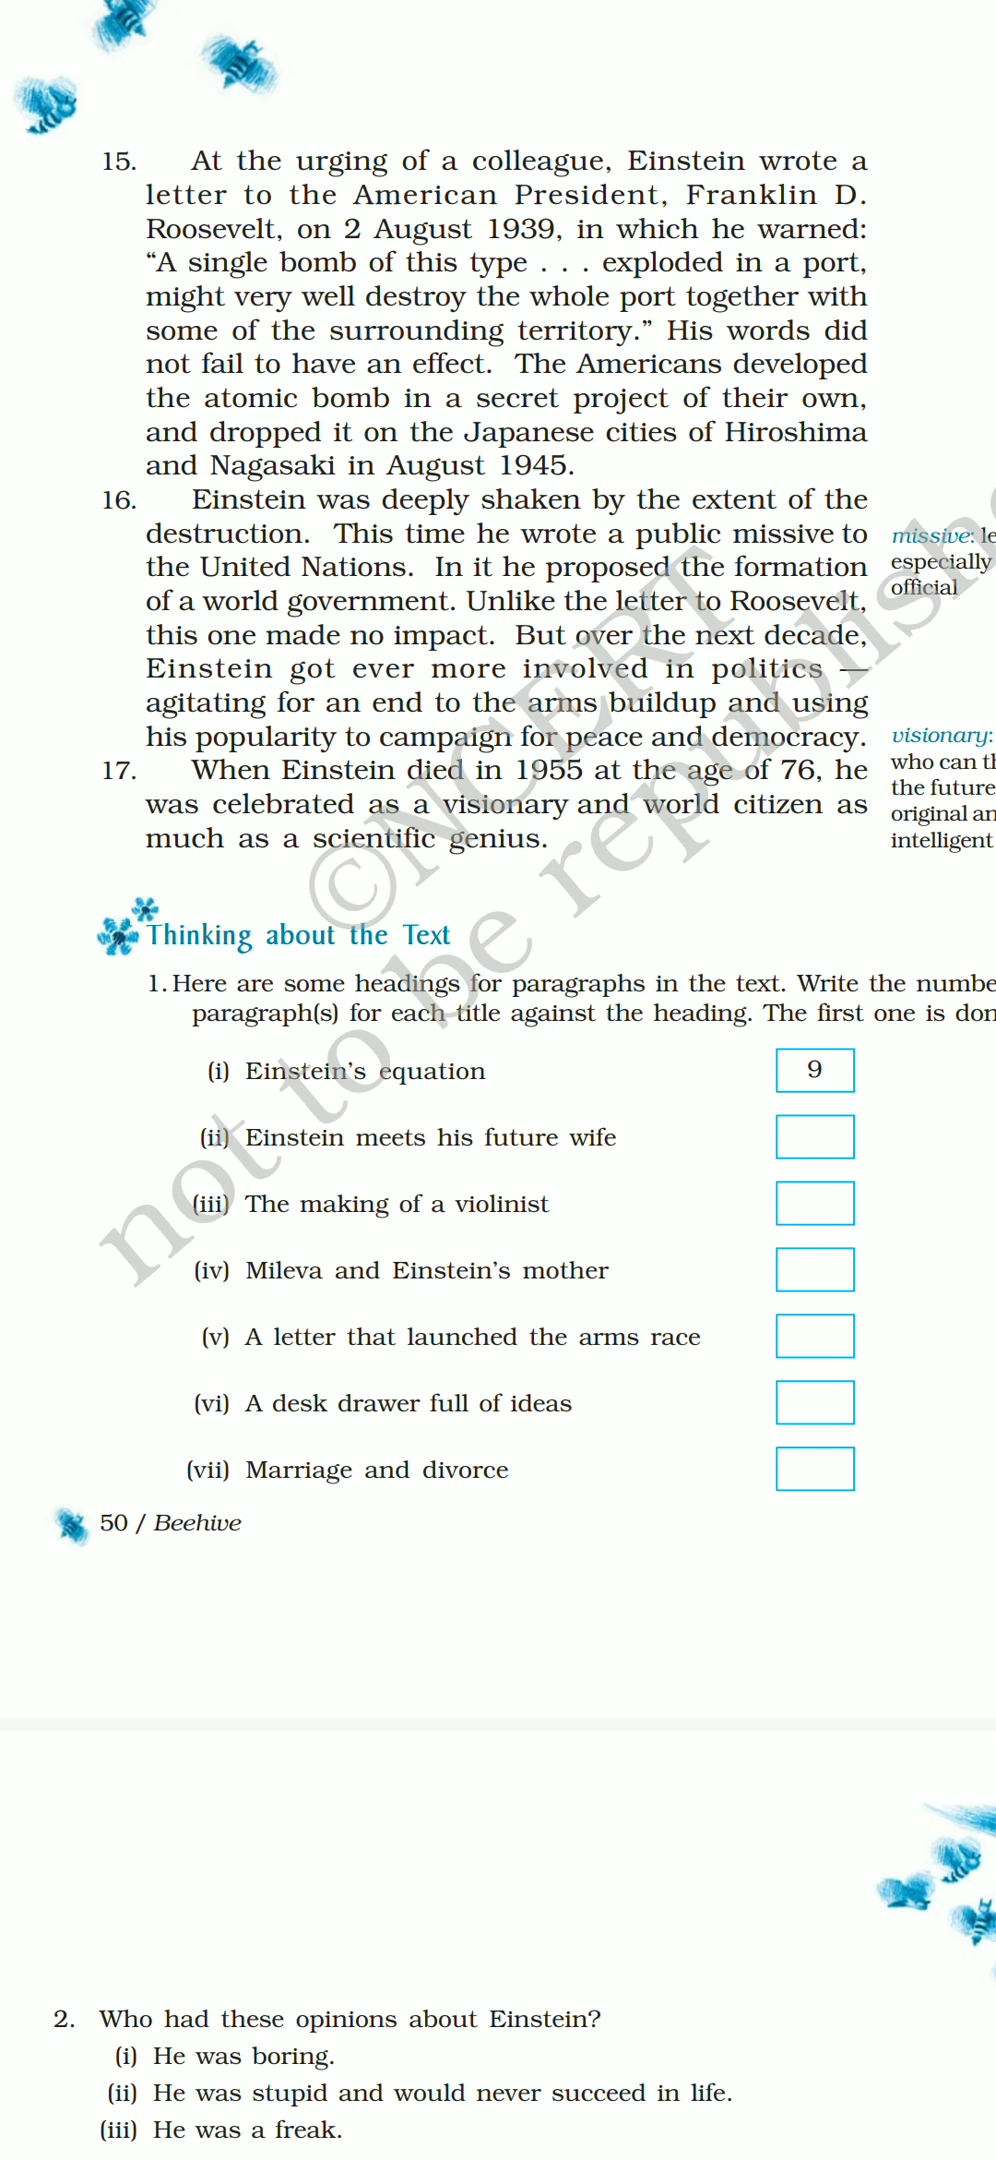 15. At the urging of a colleague, Einstein wrote a
letter to the American President, Franklin D.
Roosevelt, on 2 August 1939, in which he warned:
“A single bomb of this type . . . exploded in a port,
might very well destroy the whole port together with
some of the surrounding territory.” His words did
not fail to have an effect. The Americans developed
the atomic bomb in a secret project of their own,
and dropped it on the Japanese cities of Hiroshima
and Nagasaki in August 1945.
16. Einstein was deeply shaken by the extent of the
destruction. This time he wrote a public missive to
the United Nations. In it he proposed the formation
of a world government. Unlike the letter to Roosevelt,
this one made no impact. But over the next decade,
Einstein got ever more involved in politics —
agitating for an end to the arms buildup and using
his popularity to campaign for peace and democracy.
17. When Einstein died in 1955 at the age of 76, he
was celebrated as a visionary and world citizen as
much as a scientific genius.
missive: le
especially
official
visionary:
who can th
the future
original an
intelligent
©NCERT
not to be republishe
Thinking about the Text
1. Here are some headings for paragraphs in the text. Write the numbe
paragraph(s) for each title against the heading. The first one is don
(i) Einstein’s equation 9
(ii) Einstein meets his future wife
(iii) The making of a violinist
(iv) Mileva and Einstein’s mother
(v) A letter that launched the arms race
(vi) A desk drawer full of ideas
(vii) Marriage and divorce
50 / Beehive
2. Who had these opinions about Einstein?
(i) He was boring.
(ii) He was stupid and would never succeed in life.
(iii) He was a freak.